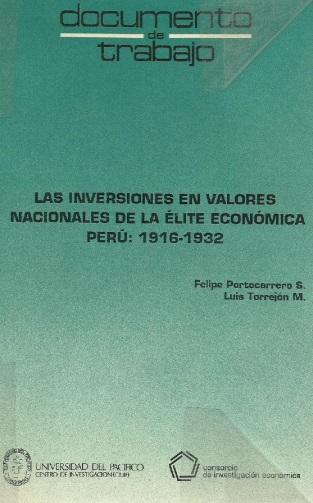 documento
de
trabajo
LAS INVERSIONES EN VALORES
NACIONALES DE LA ÉLITE ECONÓMICA
PERÚ: 1916-1932
Felipe Portocarrero S.
Luis Torrejón M.
UNIVERSIDAD DEL PACIFICO
CENTRO DE INVESTIGACION (CIUP)
consorcio
de investigación económica